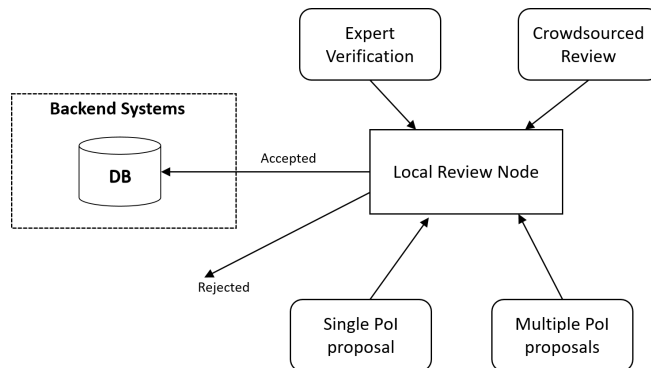 Expert
Verification
Crowdsourced
Review
Backend Systems
DB
Accepted
Local Review Node
Rejected
Single PoI
proposal
Multiple PoI
proposals